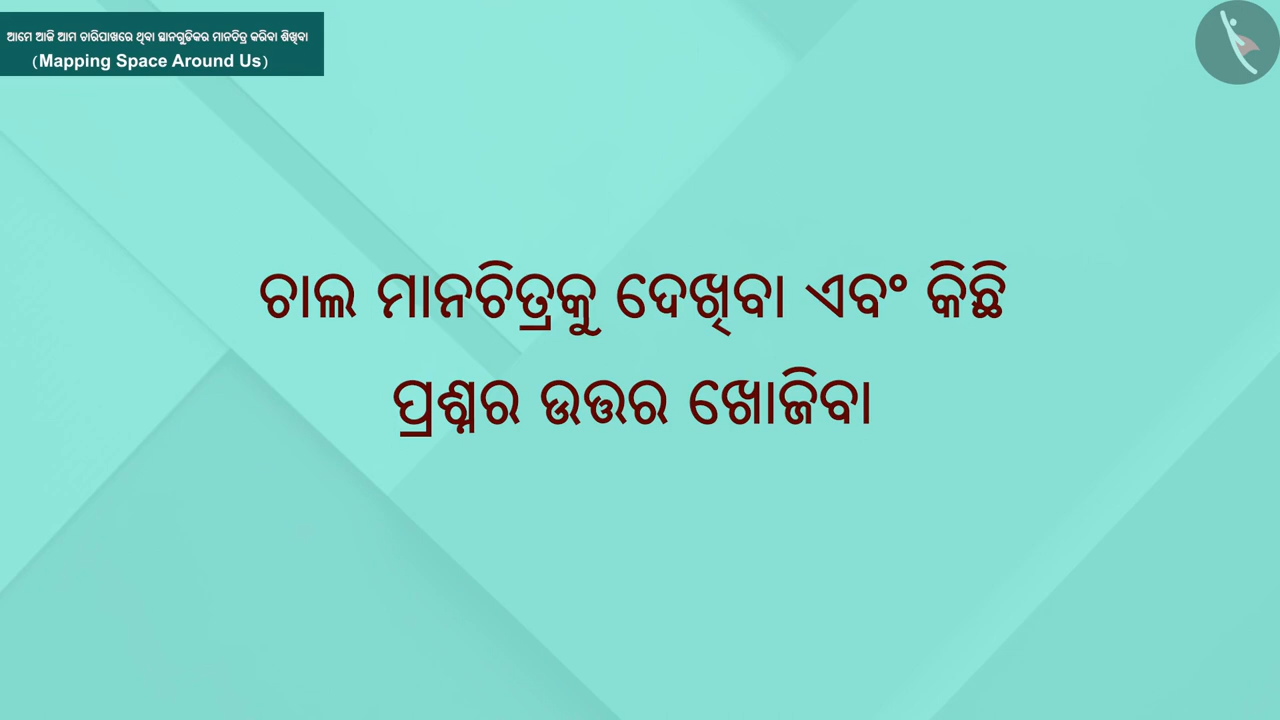 ଆମେ ଆଜି ଆମ ଚାରିପାଖରେ ଥିବା ସ୍ଥାନଗୁଡିକର ମାନଚିତ୍ର କରିବା ଶିଖିବା
(Mapping Space Around Us)
ଚାଲ ମାନଚିତ୍ରକୁ ଦେଖିବା ଏବଂ କିଛି
ପ୍ରଶ୍ନର ଉତ୍ତର ଖୋଜିବା